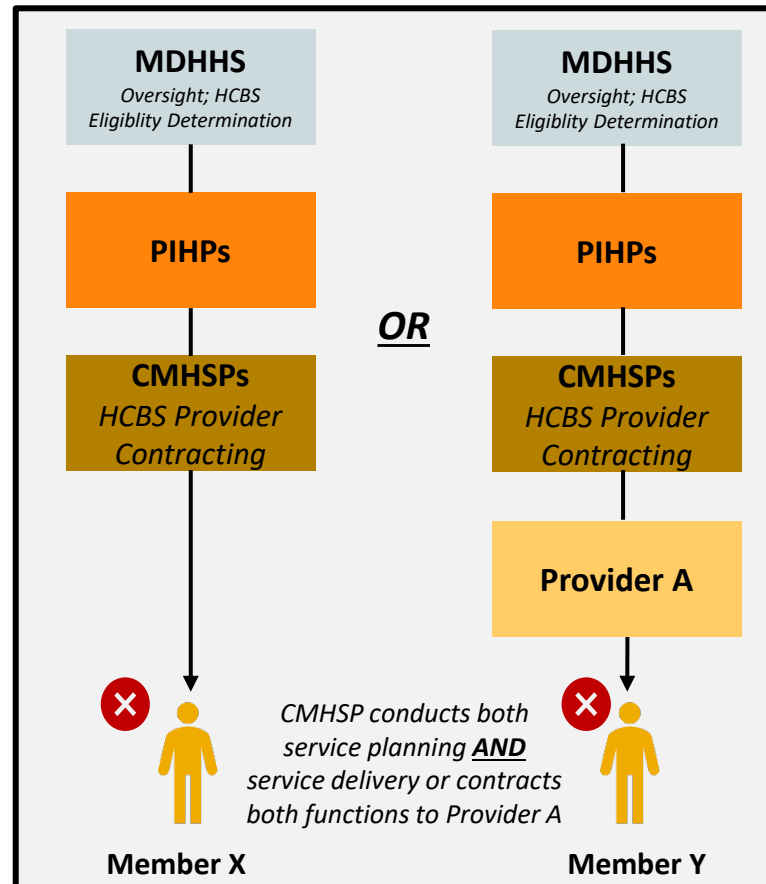 MDHHS
Oversight; HCBS
Eligiblity Determination
PIHPs
CMHSPs
HCBS Provider
Contracting
OR
MDHHS
Oversight; HCBS
Eligiblity Determination
PIHPs
CMHSPs
HCBS Provider
Contracting
Provider A
CMHSP conducts both
service planning AND
service delivery or contracts
both functions to Provider A
Member X
Member Y